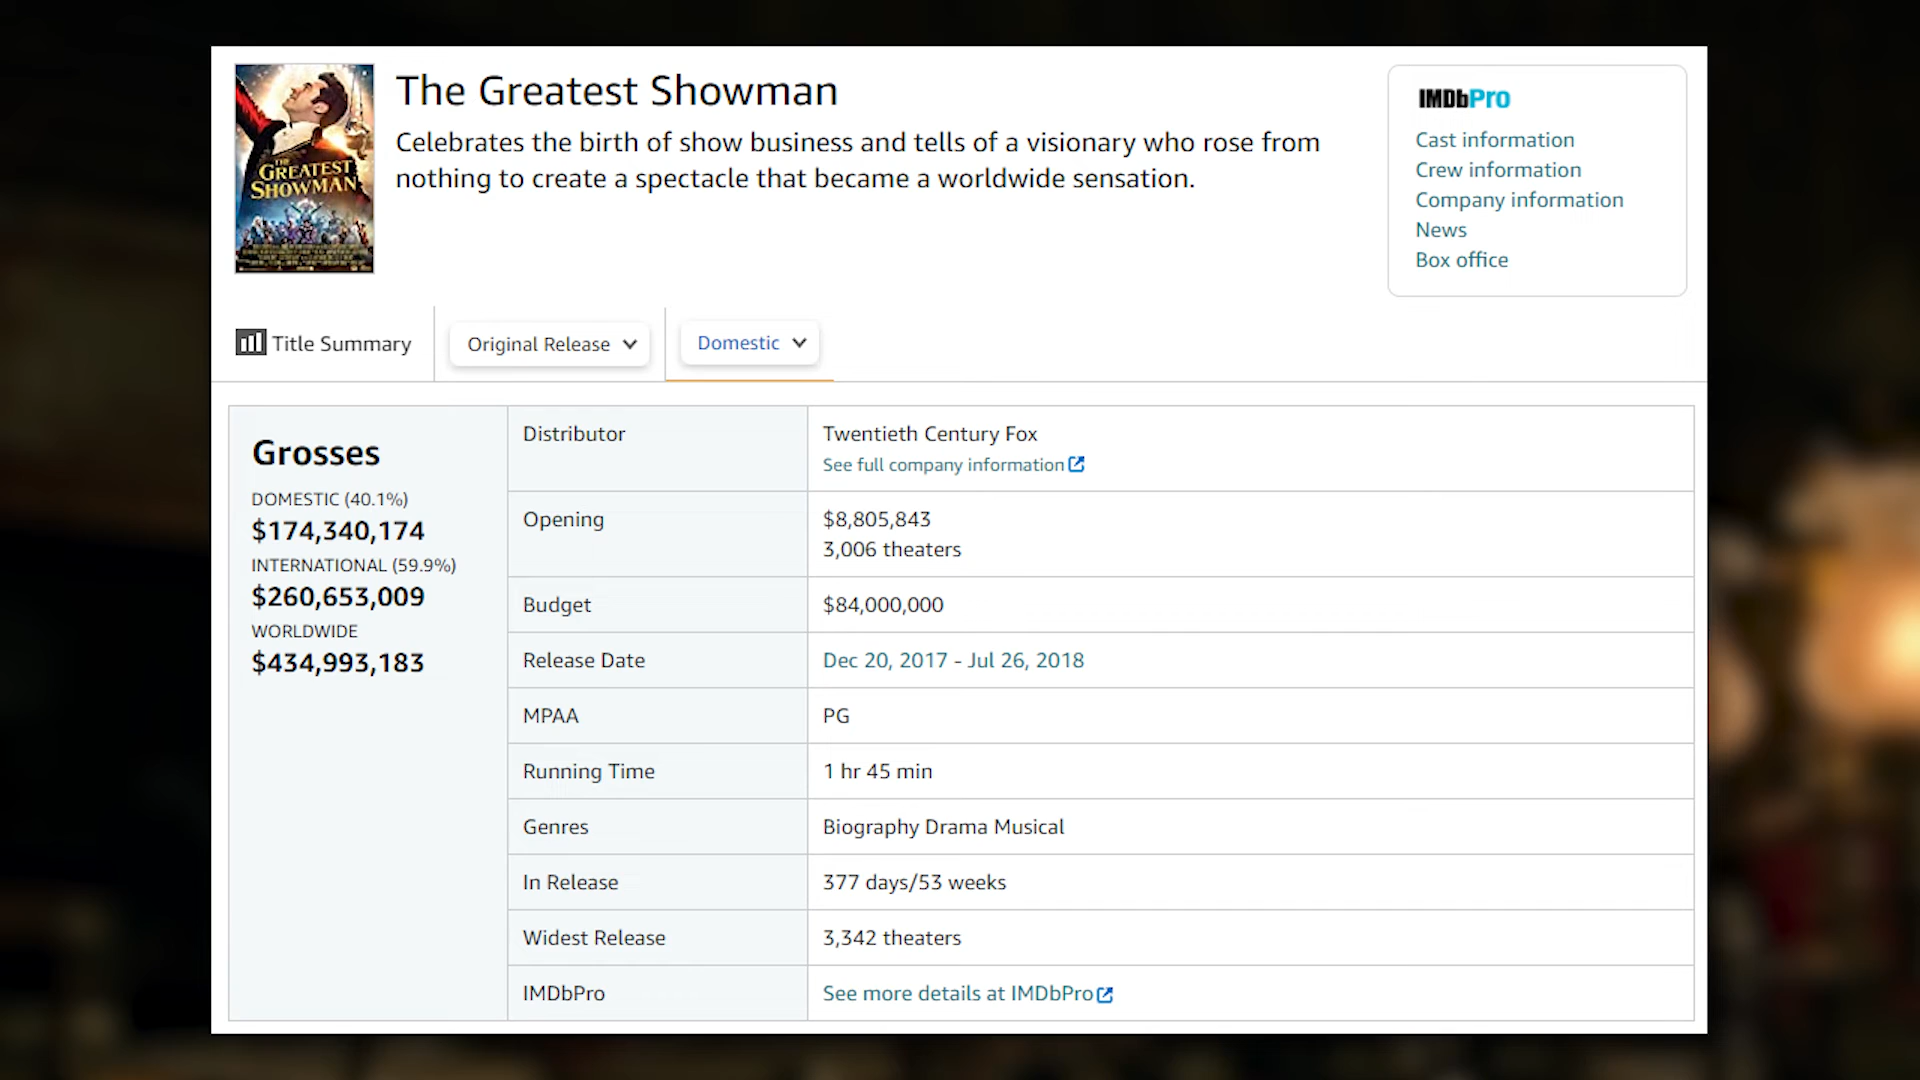 The Greatest Showman
Celebrates the birth of show business and tells of a visionary who rose from
nothing to create a spectacle that became a worldwide sensation.
THE
GREATEST
SHOWMAN
IMDbPro
Cast information
Crew information
Company information
News
Box office
Title Summary
Original Release
Domestic
Grosses
DOMESTIC (40.1%)
$174,340,174
INTERNATIONAL (59.9%)
$260,653,009
WORLDWIDE
$434,993,183
Distributor
Twentieth Century Fox
See full company information
Opening
$8,805,843
3,006 theaters
Budget
$84,000,000
Release Date
Dec 20, 2017 - Jul 26, 2018
MPAA
PG
Running Time
1 hr 45 min
Genres
Biography Drama Musical
In Release
377 days/53 weeks
Widest Release
3,342 theaters
IMDbPro
See more details at IMDbPro